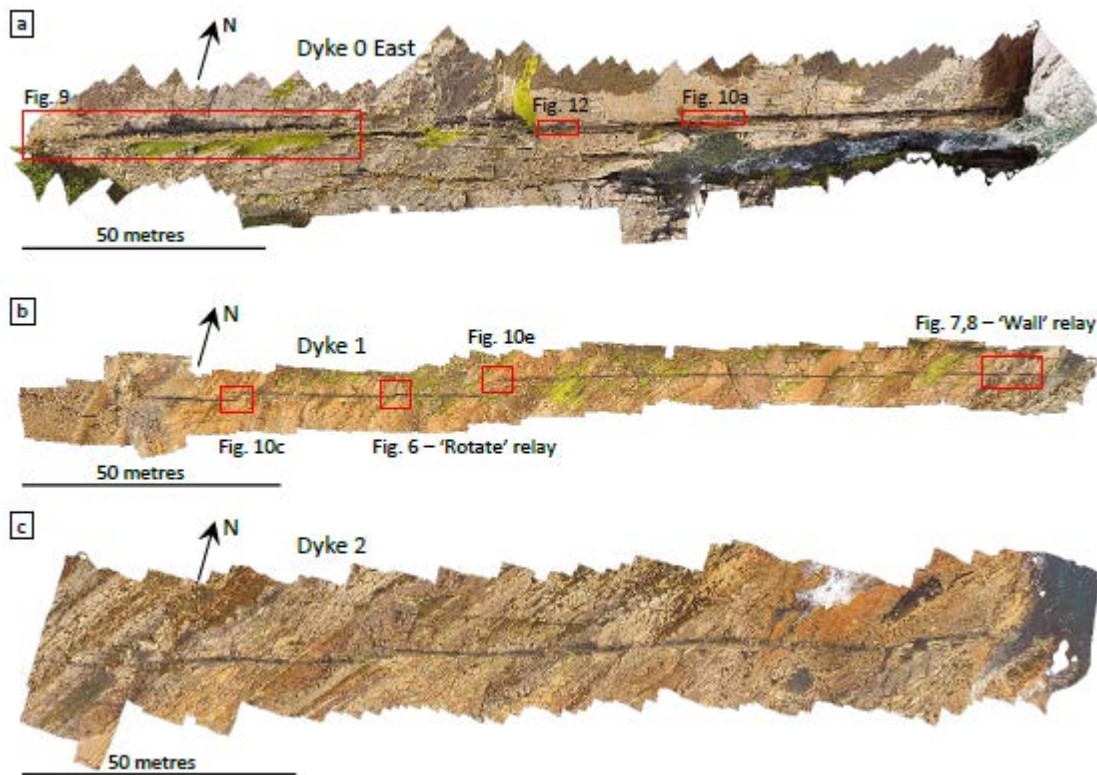 a
N
Dyke 0 East
Fig. 9
Fig. 12
Fig. 10a
50 metres
b
N
Dyke 1
Fig. 10e
Fig. 7,8 – 'Wall' relay
Fig. 10c
Fig. 6 – 'Rotate' relay
50 metres
c
N
Dyke 2
50 metres